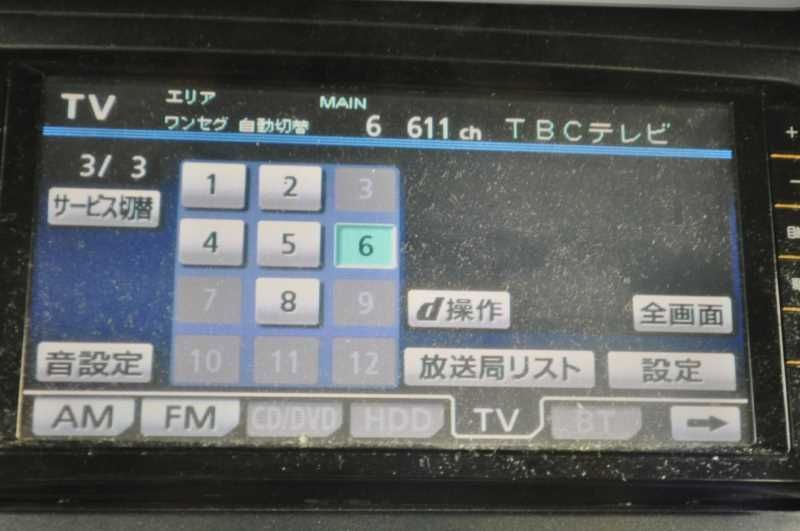 TV エリア MAIN
ワンセグ 自動切替 6 611 ch TBCテレビ
3/ 3
サービス切替
1 2 3
4 5 6
7 8 9
10 11 12
d操作 全画面
音設定 放送局リスト 設定
AM FM CD/DVD HDD TV BT →
+
-